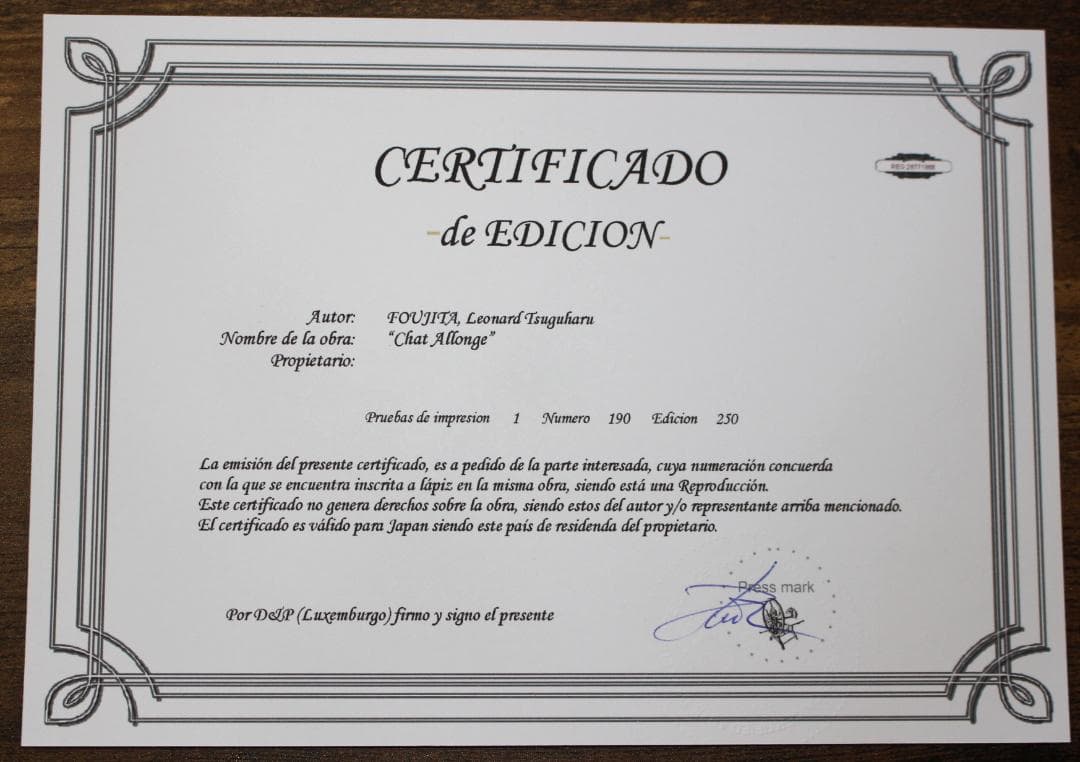 CERTIFICADO
-de EDICION-
Autor: FOUJITA, Leonard Tsuguharu
Nombre de la obra: “Chat Allonge”
Propietario:
Pruebas de impresion 1 Numero 190 Edicion 250
La emisión del presente certificado, es a pedido de la parte interesada, cuya numeración concuerda
con la que se encuentra inscrita a lápiz en la misma obra, siendo está una Reproducción.
Este certificado no genera derechos sobre la obra, siendo estos del autor y/o representante arriba mencionado.
El certificado es válido para Japan siendo este país de residenda del propietario.
Press mark
Por D&P (Luxemburgo) firmo y signo el presente